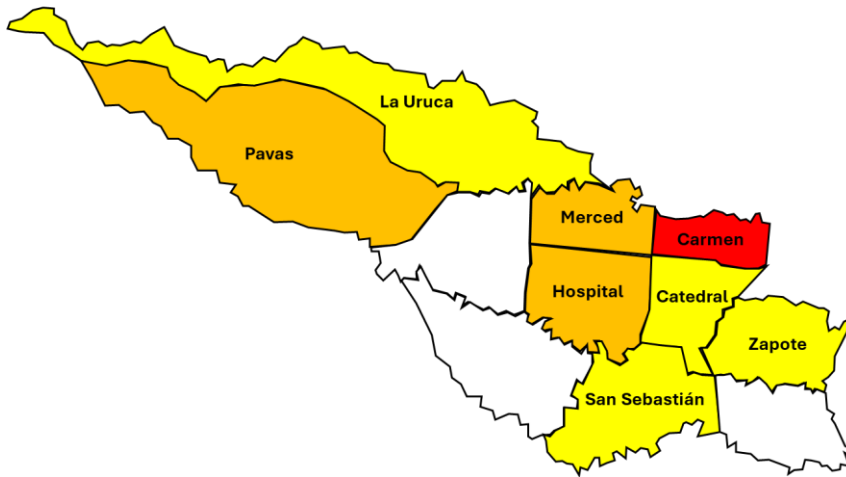 La Uruca
Pavas
Merced
Carmen
Hospital
Catedral
Zapote
San Sebastián